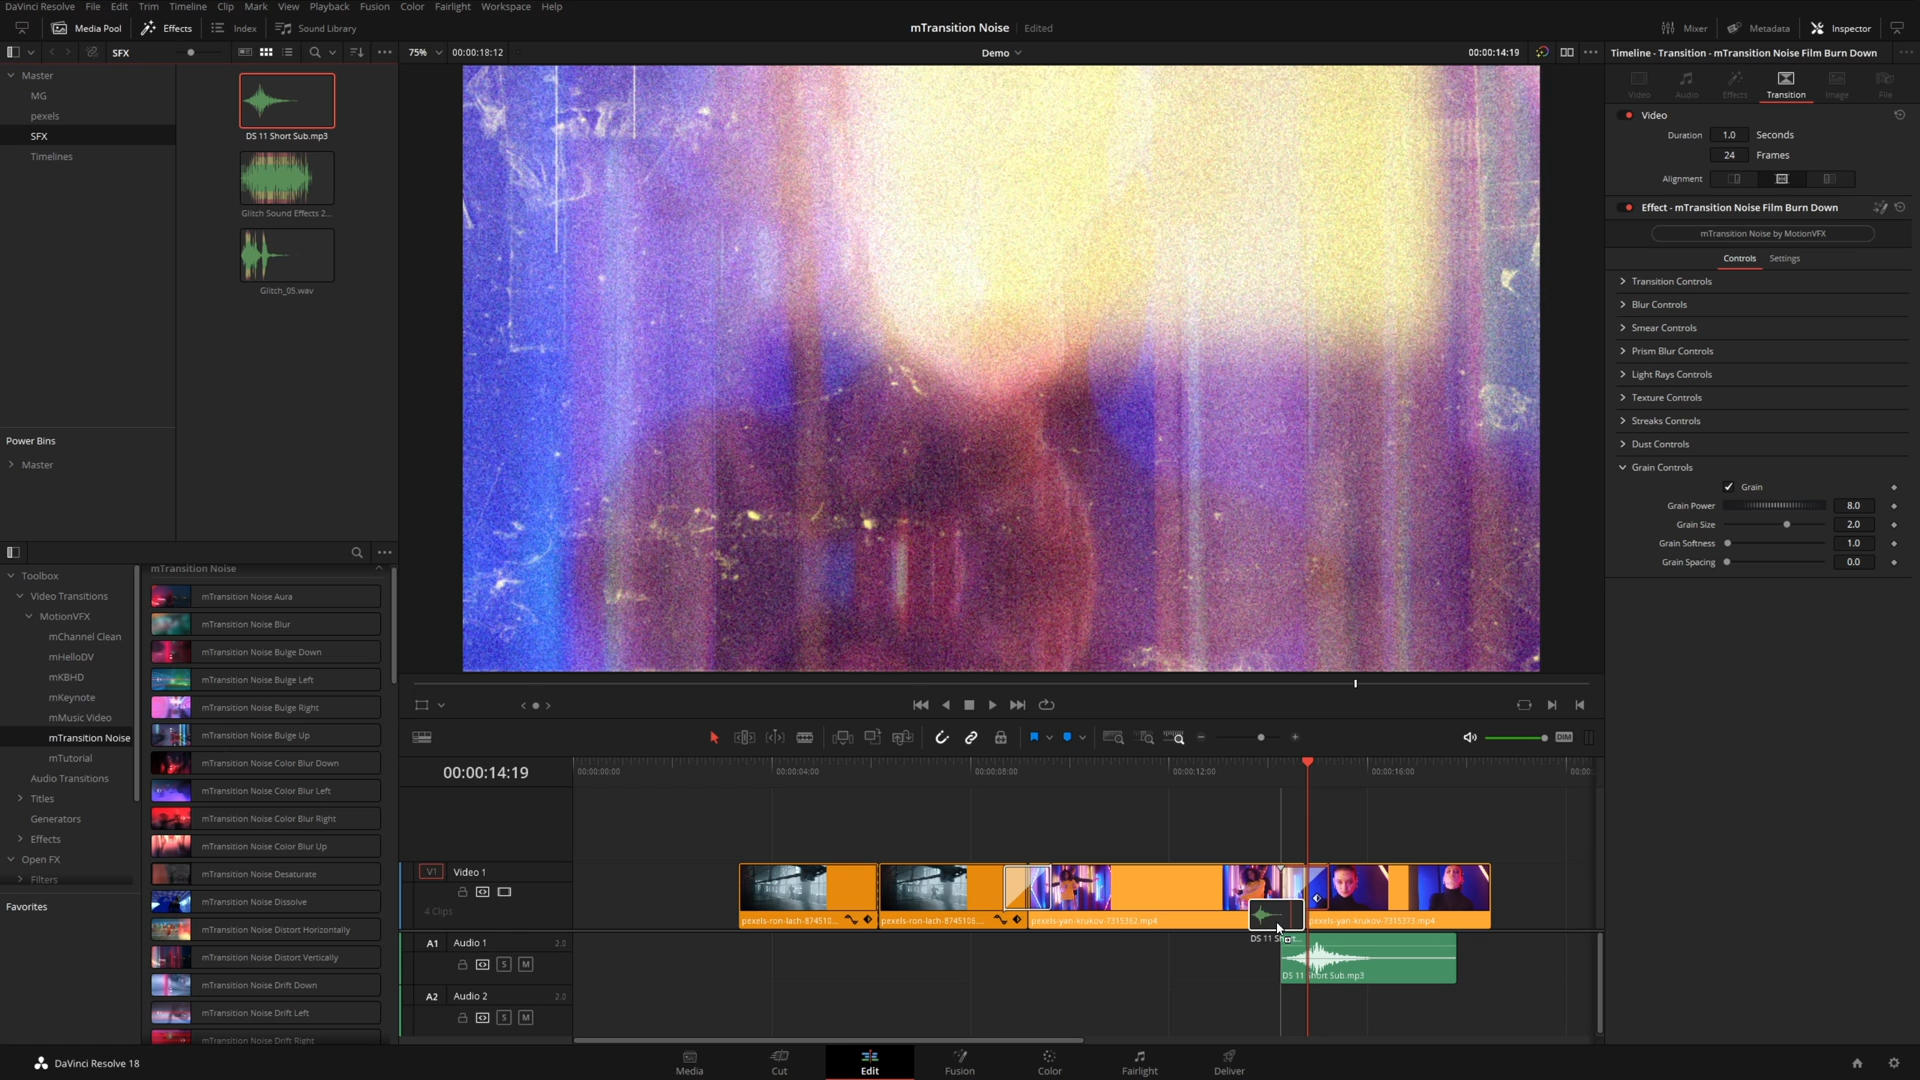 DaVinci Resolve File Edit Trim Timeline Clip Mark View Playback Fusion Color Fairlight Workspace Help
Media Pool Effects Index Sound Library mTransition Noise Edited Mixer Metadata Inspector
SFX 75% 00:00:18:12 Demo 00:00:14:19 Timeline - Transition - mTransition Noise Film Burn Down
Master
MG
pexels
SFX
Timelines
DS 11 Short Sub.mp3
Glitch Sound Effects 2...
Glitch_05.wav
Power Bins
Master
Video Audio Effects Transition Image File
Video
Duration 1.0 Seconds
24 Frames
Alignment
Effect - mTransition Noise Film Burn Down
mTransition Noise by MotionVFX
Controls Settings
Transition Controls
Blur Controls
Smear Controls
Prism Blur Controls
Light Rays Controls
Texture Controls
Streaks Controls
Dust Controls
Grain Controls
Grain
Grain Power 8.0
Grain Size 2.0
Grain Softness 1.0
Grain Spacing 0.0
Toolbox
Video Transitions
MotionVFX
mChannel Clean
mHelloDV
mKBHD
mKeynote
mMusic Video
mTransition Noise
mTutorial
Audio Transitions
Titles
Generators
Effects
Open FX
Filters
Favorites
mTransition Noise
mTransition Noise Aura
mTransition Noise Blur
mTransition Noise Bulge Down
mTransition Noise Bulge Left
mTransition Noise Bulge Right
mTransition Noise Bulge Up
mTransition Noise Color Blur Down
mTransition Noise Color Blur Left
mTransition Noise Color Blur Right
mTransition Noise Color Blur Up
mTransition Noise Desaturate
mTransition Noise Dissolve
mTransition Noise Distort Horizontally
mTransition Noise Distort Vertically
mTransition Noise Drift Down
mTransition Noise Drift Left
mTransition Noise Drift Right
DIM
00:00:14:19 00:00:00:00 00:00:04:00 00:00:08:00 00:00:12:00 00:00:16:00 00:00:
V1 Video 1
4 Clips
pexels-ron-lach-874510... pexels-ron-lach-8745106.... pexels-yan-krukov-7315362.mp4 pexels-yan-krukov-7315373.mp4
A1 Audio 1 2.0
S M
DS 11 Short...
DS 11 Short Sub.mp3
A2 Audio 2 2.0
S M
DaVinci Resolve 18
Media Cut Edit Fusion Color Fairlight Deliver